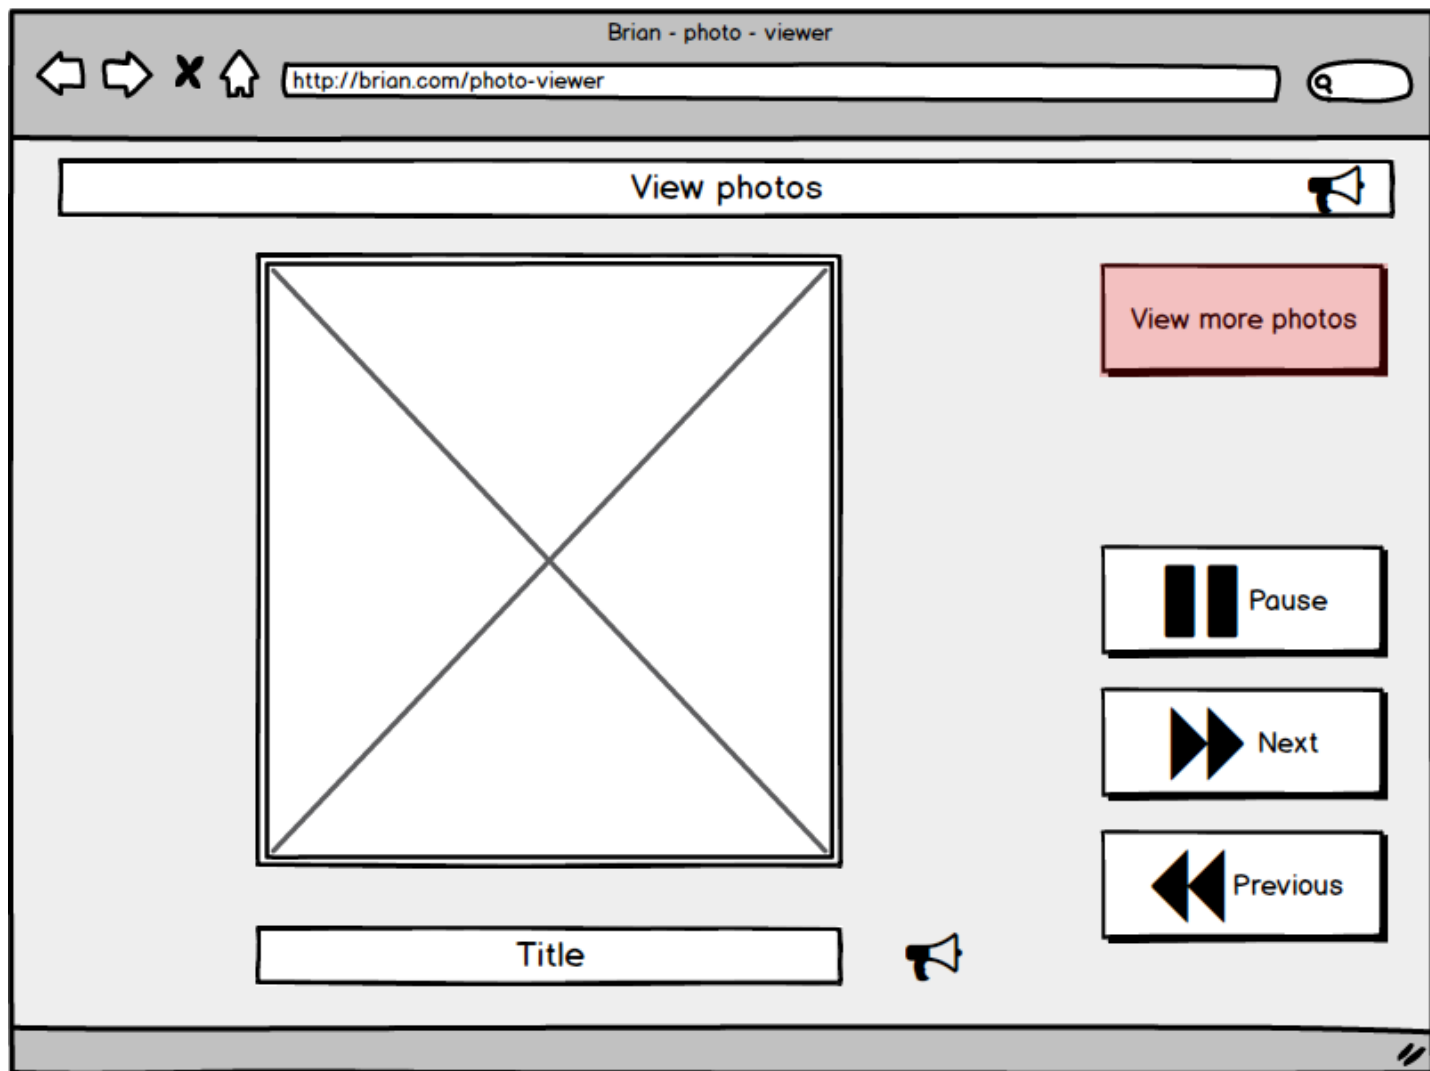 Brian - photo - viewer
http://brian.com/photo-viewer
View photos
View more photos
Pause
Next
Previous
Title